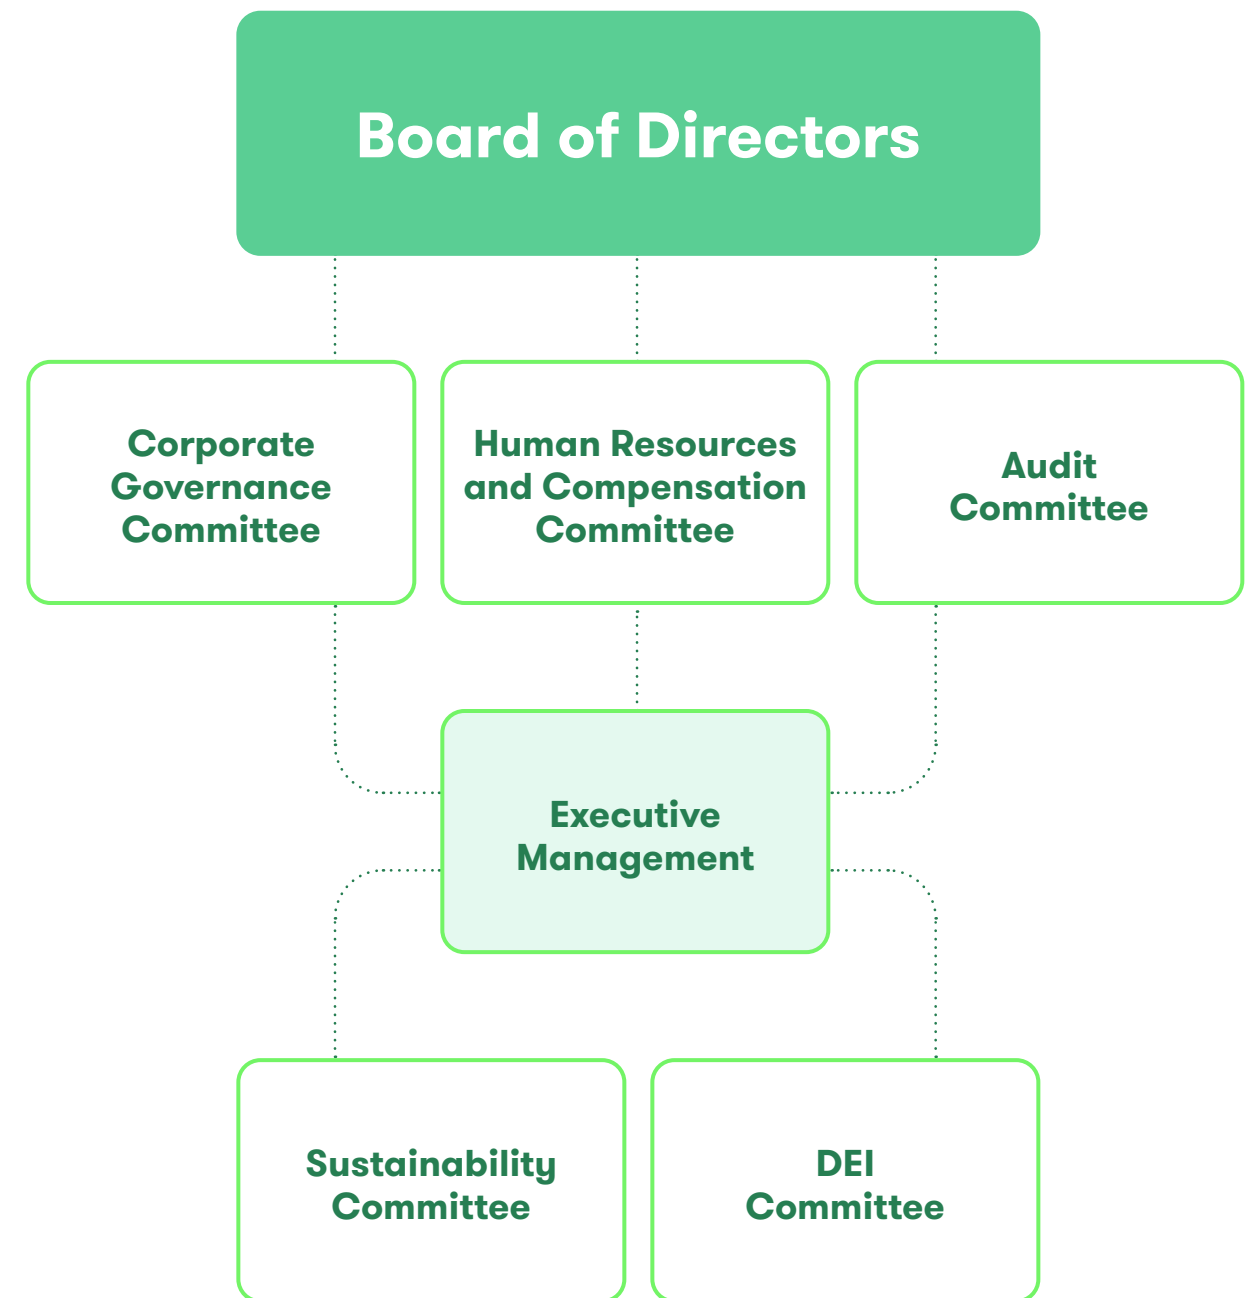 Board of Directors
Corporate
Governance
Committee
Human Resources
and Compensation
Committee
Audit
Committee
Executive
Management
Sustainability
Committee
DEI
Committee